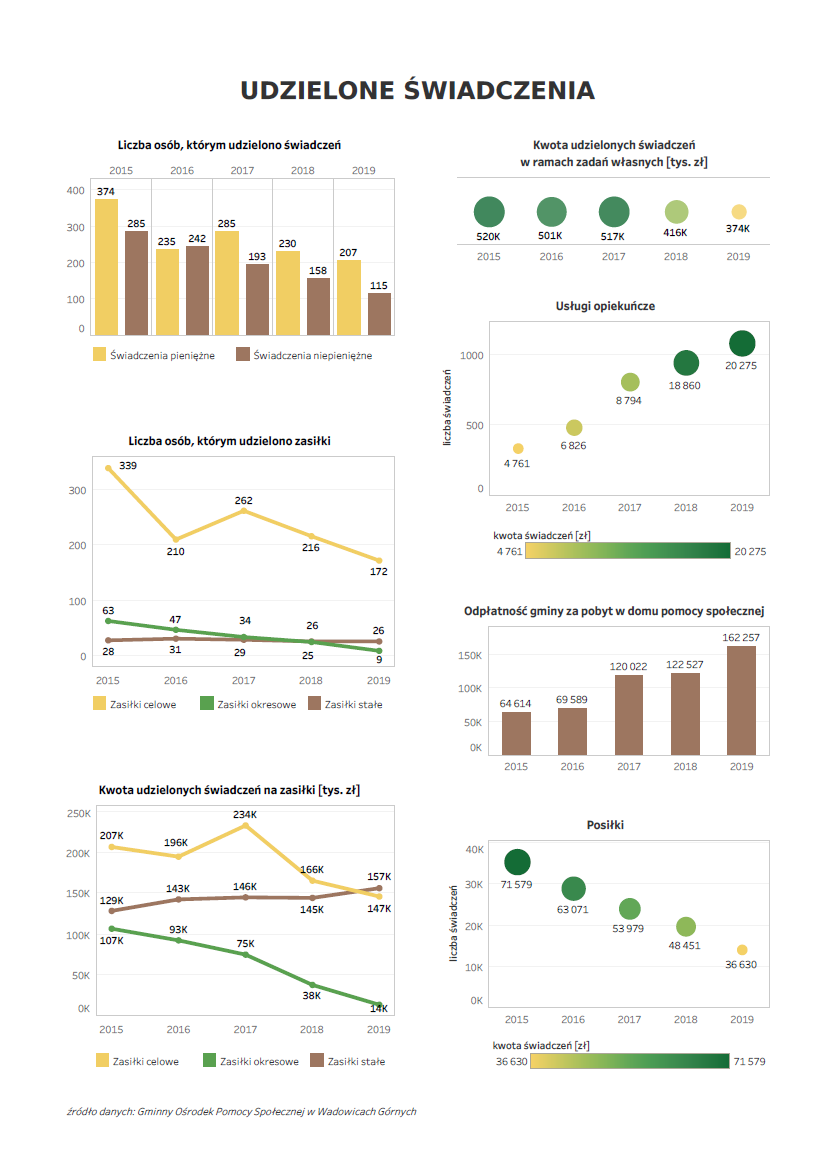 UDZIELONE ŚWIADCZENIA
Liczba osób, którym udzielono świadczeń
2015 2016 2017 2018 2019
400
300
200
100
0
374 285 235 242 285 193 230 158 207 115
Świadczenia pieniężne Świadczenia niepieniężne
Liczba osób, którym udzielono zasiłki
300
200
100
0
339 210 262 216 172
63 47 34 26 26
28 31 29 25 9
2015 2016 2017 2018 2019
Zasiłki celowe Zasiłki okresowe Zasiłki stałe
Kwota udzielonych świadczeń na zasiłki [tys. zł]
250K
200K
150K
100K
50K
0K
207K 196K 234K 166K 157K
129K 143K 146K 145K 147K
107K 93K 75K 38K 14K
2015 2016 2017 2018 2019
Zasiłki celowe Zasiłki okresowe Zasiłki stałe
Kwota udzielonych świadczeń
w ramach zadań własnych [tys. zł]
520K 501K 517K 416K 374K
2015 2016 2017 2018 2019
Usługi opiekuńcze
liczba świadczeń
1000
500
0
4 761 6 826 8 794 18 860 20 275
2015 2016 2017 2018 2019
kwota świadczeń [zł]
4 761 20 275
Odpłatność gminy za pobyt w domu pomocy społecznej
150K
100K
50K
0K
64 614 69 589 120 022 122 527 162 257
2015 2016 2017 2018 2019
Posiłki
liczba świadczeń
40K
30K
20K
10K
0K
71 579 63 071 53 979 48 451 36 630
2015 2016 2017 2018 2019
kwota świadczeń [zł]
36 630 71 579
źródło danych: Gminny Ośrodek Pomocy Społecznej w Wadowicach Górnych